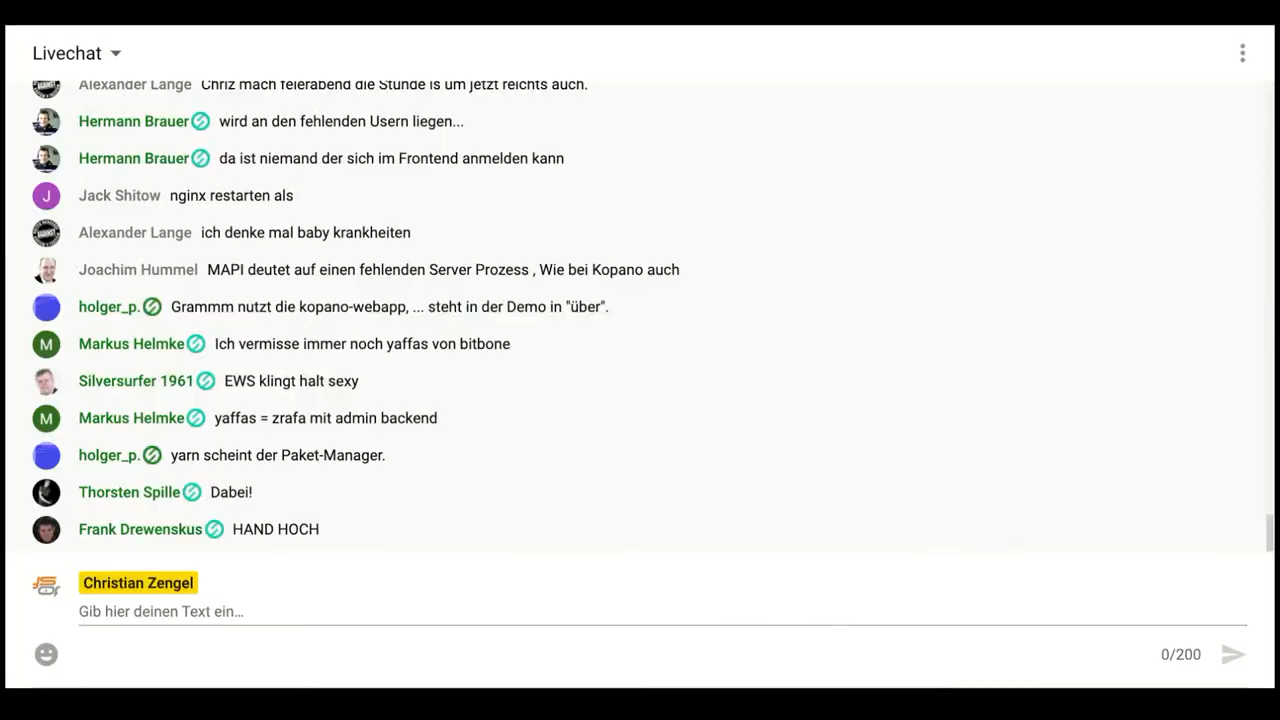 Livechat
Alexander Lange Chriz mach feierabend die Stunde is um jetzt reichts auch.
Hermann Brauer wird an den fehlenden Usern liegen...
Hermann Brauer da ist niemand der sich im Frontend anmelden kann
J Jack Shitow nginx restarten als
Alexander Lange ich denke mal baby krankheiten
Joachim Hummel MAPI deutet auf einen fehlenden Server Prozess , Wie bei Kopano auch
holger_p. Grammm nutzt die kopano-webapp, ... steht in der Demo in "über".
M Markus Helmke Ich vermisse immer noch yaffas von bitbone
Silversurfer 1961 EWS klingt halt sexy
M Markus Helmke yaffas = zrafa mit admin backend
holger_p. yarn scheint der Paket-Manager.
Thorsten Spille Dabei!
Frank Drewenskus HAND HOCH
Christian Zengel
Gib hier deinen Text ein...
0/200